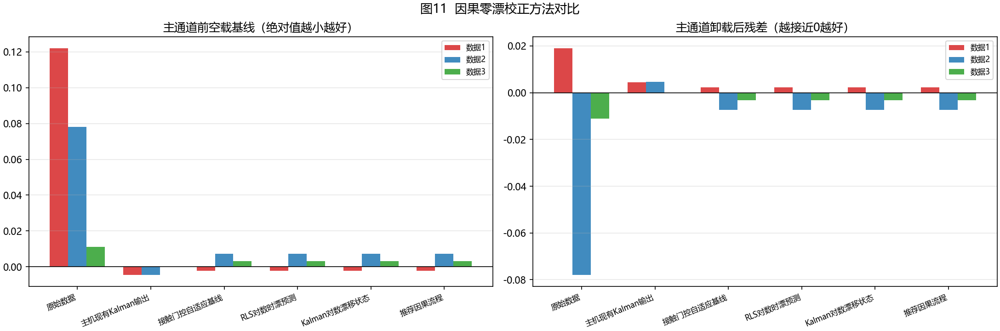 图11 因果零漂校正方法对比
主通道前空载基线（绝对值越小越好）
0.12
0.10
0.08
0.06
0.04
0.02
0.00
数据1
数据2
数据3
原始数据
主机现有Kalman输出
接触门控自适应基线
RLS对数时漂预测
Kalman对数漂移状态
推荐因果流程
主通道卸载后残差（越接近0越好）
0.02
0.00
-0.02
-0.04
-0.06
-0.08
数据1
数据2
数据3
原始数据
主机现有Kalman输出
接触门控自适应基线
RLS对数时漂预测
Kalman对数漂移状态
推荐因果流程